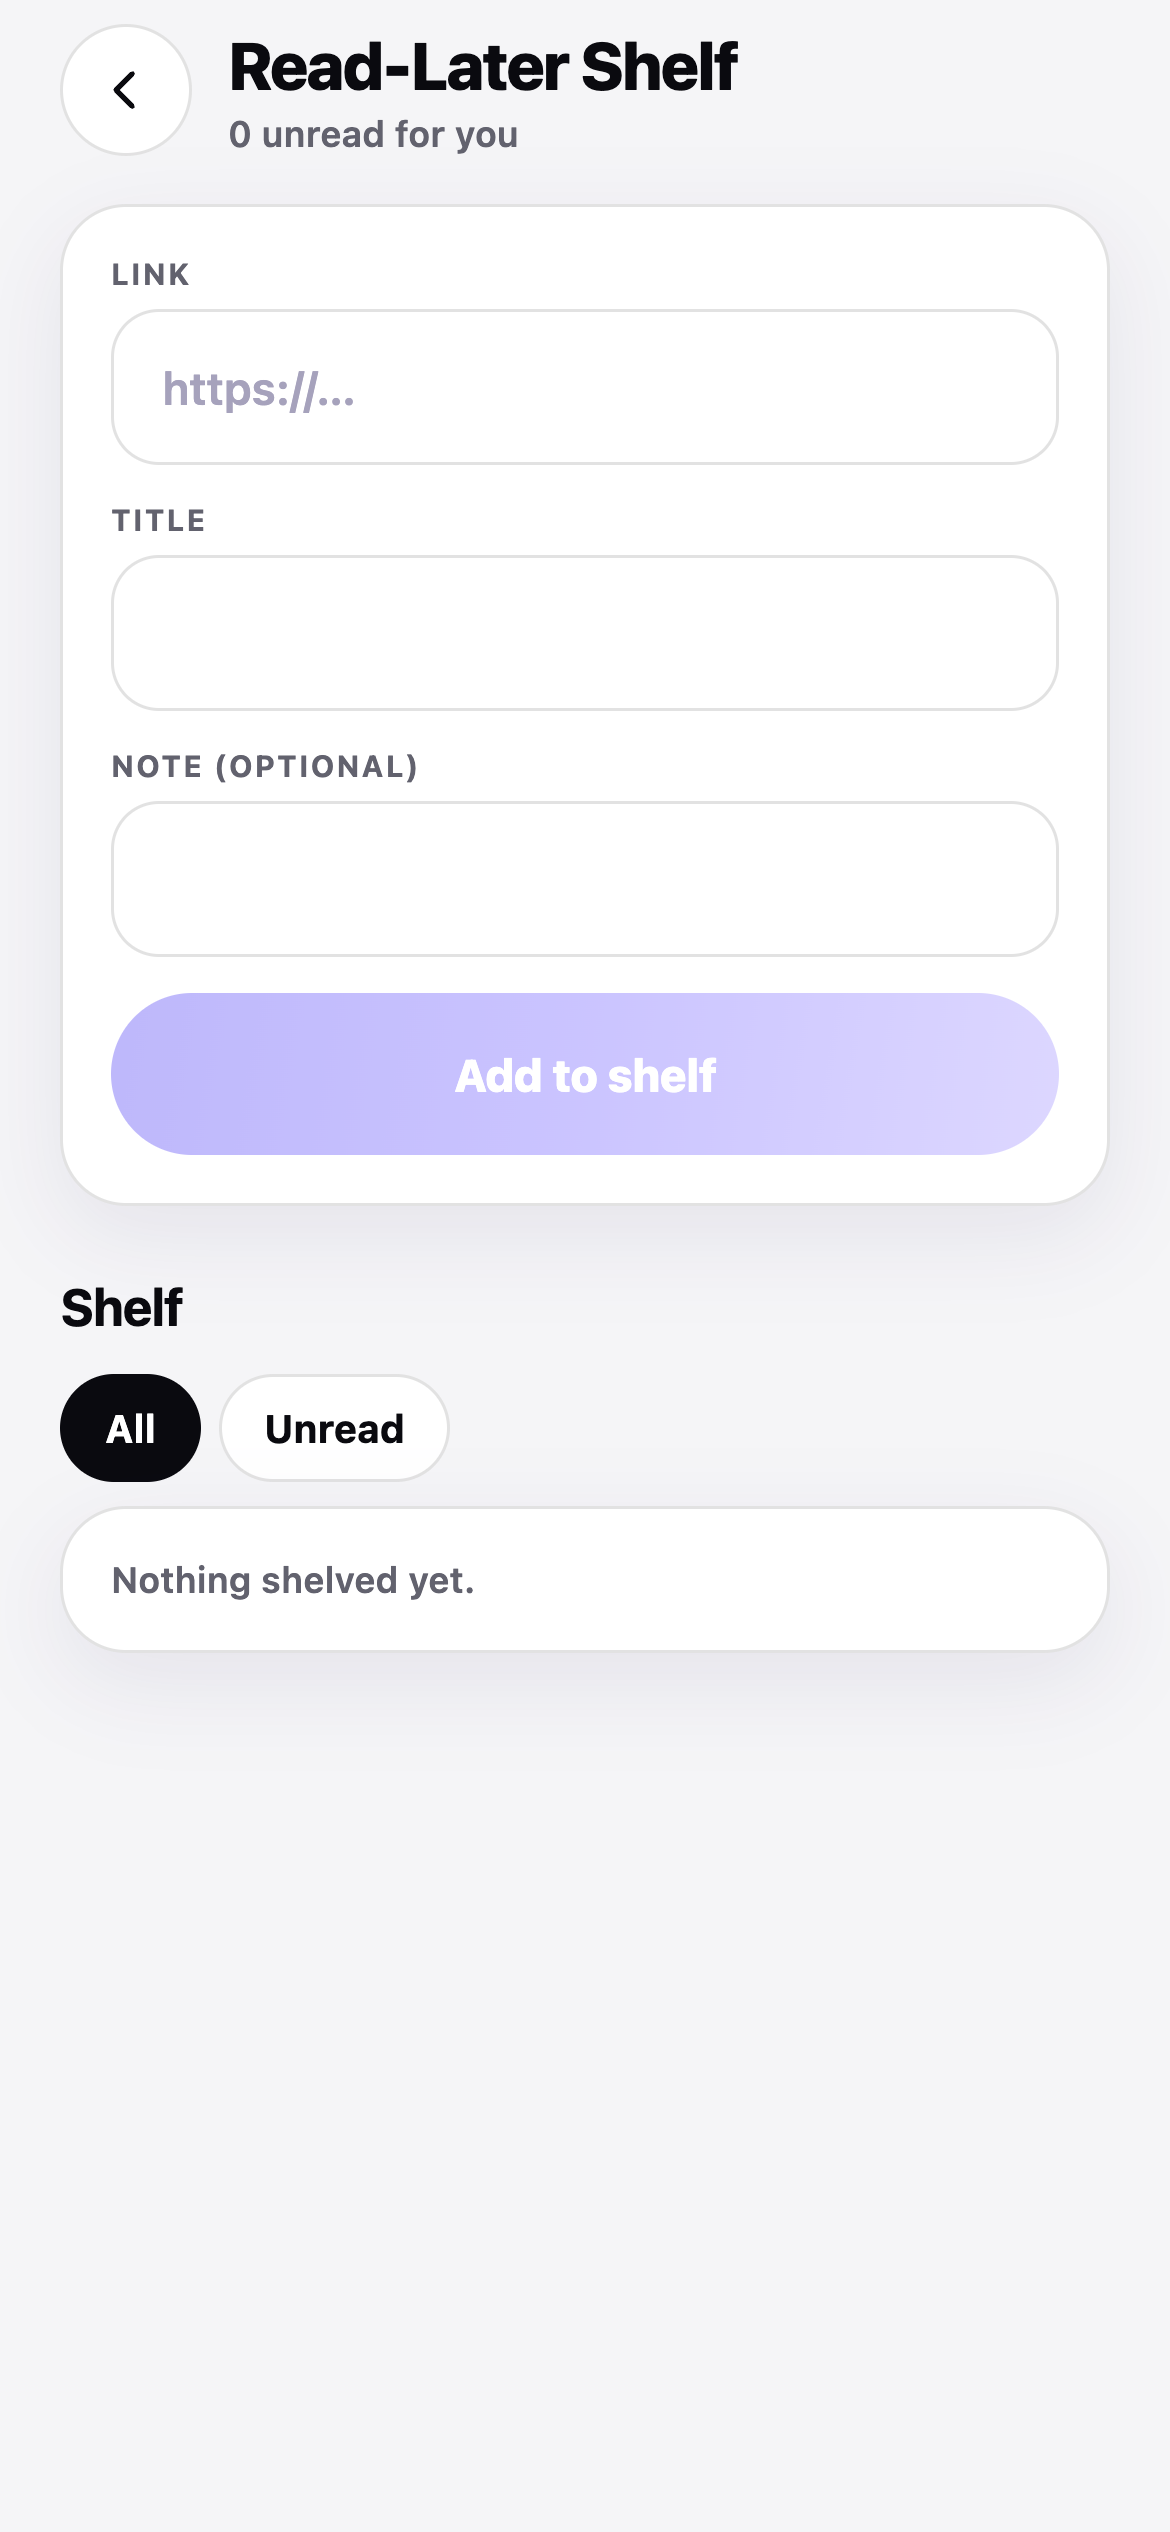 Read-Later Shelf
0 unread for you
LINK
https://...
TITLE
NOTE (OPTIONAL)
Add to shelf
Shelf
All
Unread
Nothing shelved yet.